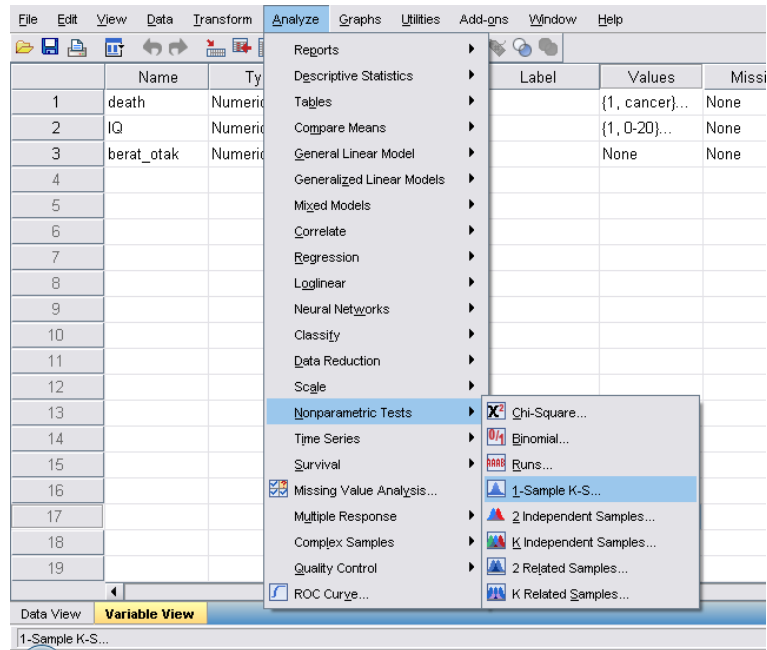 File Edit View Data Transform Analyze Graphs Utilities Add-ons Window Help
Name Ty Label Values Missi
1 death Numeric {1, cancer}... None
2 IQ Numeric {1, 0-20}... None
3 berat_otak Numeric None None
4
5
6
7
8
9
10
11
12
13
14
15
16
17
18
19
Reports
Descriptive Statistics
Tables
Compare Means
General Linear Model
Generalized Linear Models
Mixed Models
Correlate
Regression
Loglinear
Neural Networks
Classify
Data Reduction
Scale
Nonparametric Tests
Time Series
Survival
Missing Value Analysis...
Multiple Response
Complex Samples
Quality Control
ROC Curve...
Chi-Square...
Binomial...
Runs...
1-Sample K-S...
2 Independent Samples...
K Independent Samples...
2 Related Samples...
K Related Samples...
Data View Variable View
1-Sample K-S...